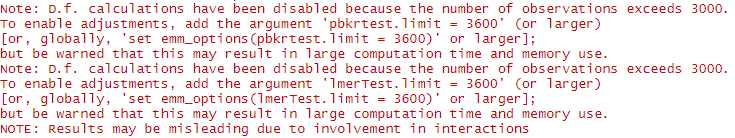 Note: D.f. calculations have been disabled because the number of observations exceeds 3000.
To enable adjustments, add the argument 'pbkrtest.limit = 3600' (or larger)
[or, globally, 'set emm_options(pbkrtest.limit = 3600)' or larger];
but be warned that this may result in large computation time and memory use.
Note: D.f. calculations have been disabled because the number of observations exceeds 3000.
To enable adjustments, add the argument 'lmerTest.limit = 3600' (or larger)
[or, globally, 'set emm_options(lmerTest.limit = 3600)' or larger];
but be warned that this may result in large computation time and memory use.
NOTE: Results may be misleading due to involvement in interactions